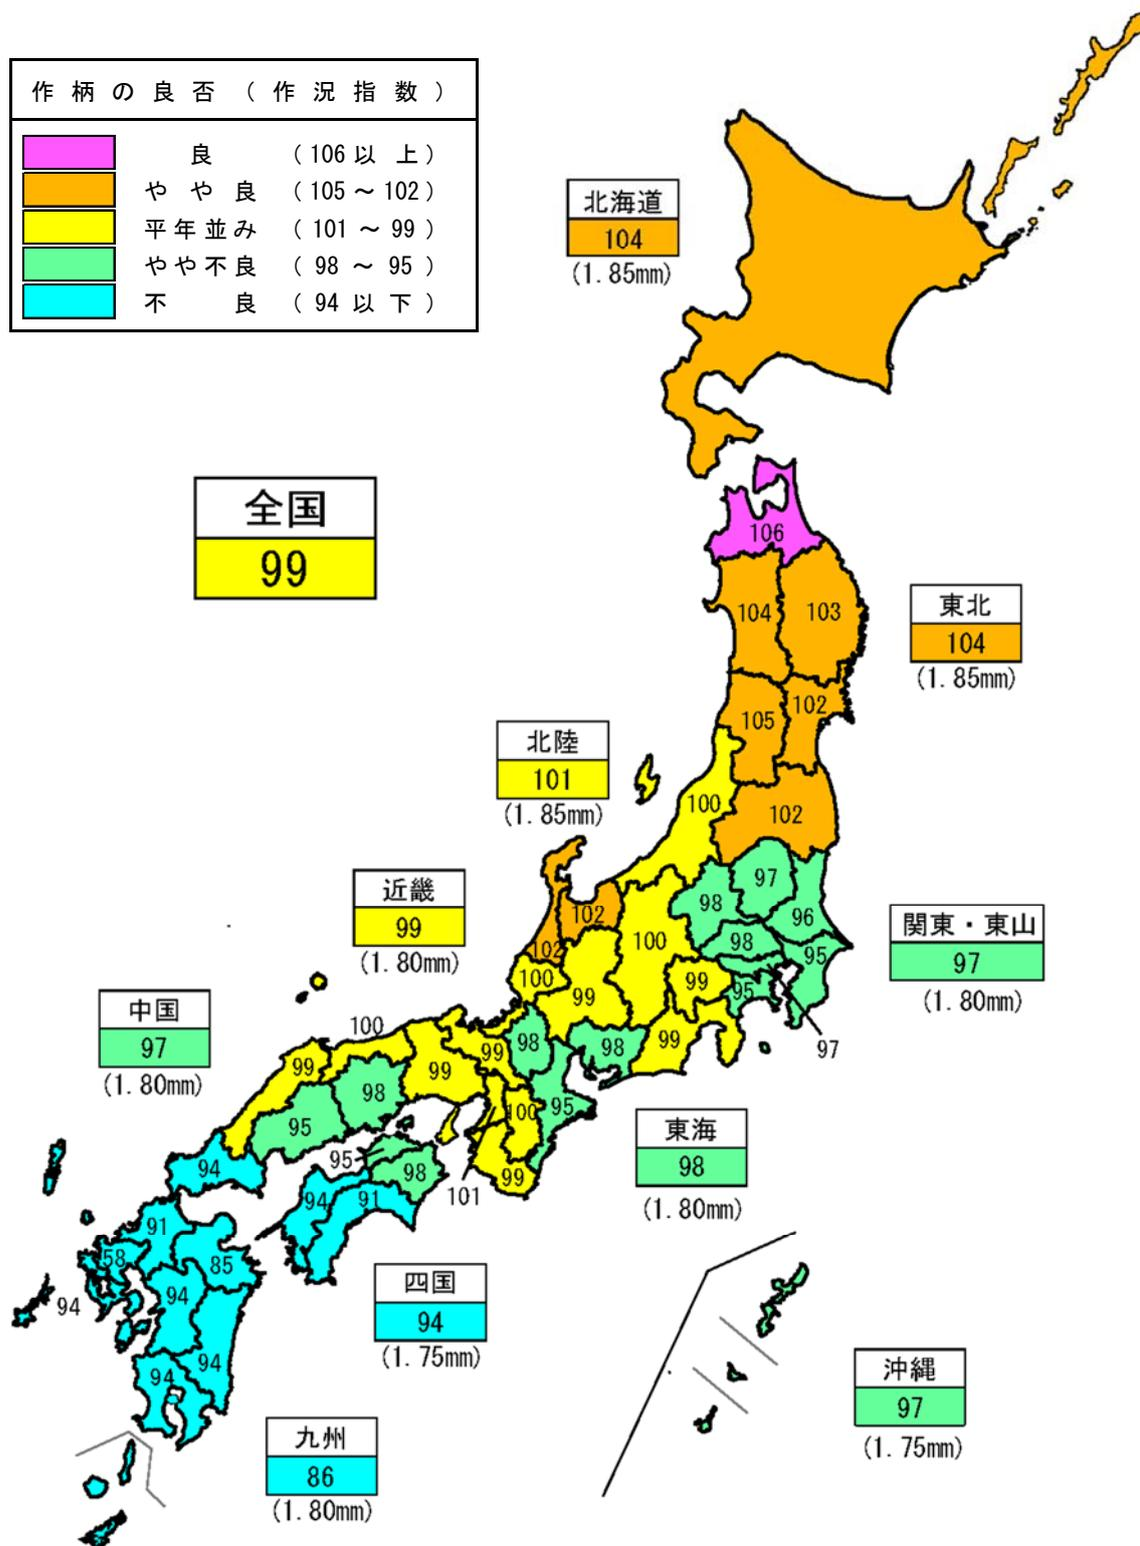 作柄の良否（作況指数）
良 （106以上）
やや良 （105～102）
平年並み （101～99）
やや不良 （98～95）
不良 （94以下）
北海道
104
(1.85mm)
全国
99
106
104
103
東北
104
(1.85mm)
105
102
北陸
101
(1.85mm)
100
102
97
98
96
近畿
99
(1.80mm)
102
102
100
98
95
関東・東山
97
(1.80mm)
100
99
99
95
97
中国
97
(1.80mm)
100
99
98
99
99
98
98
99
95
100
95
東海
98
(1.80mm)
94
95
98
101
99
94
91
91
58
85
94
94
94
94
四国
94
(1.75mm)
沖縄
97
(1.75mm)
九州
86
(1.80mm)